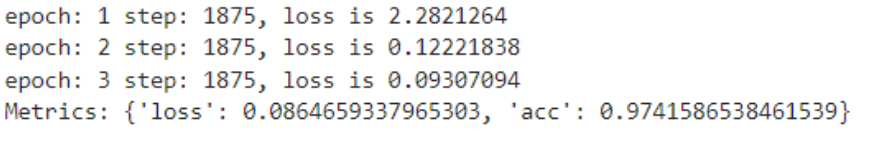 epoch: 1 step: 1875, loss is 2.2821264
epoch: 2 step: 1875, loss is 0.12221838
epoch: 3 step: 1875, loss is 0.09307094
Metrics: {'loss': 0.0864659337965303, 'acc': 0.9741586538461539}